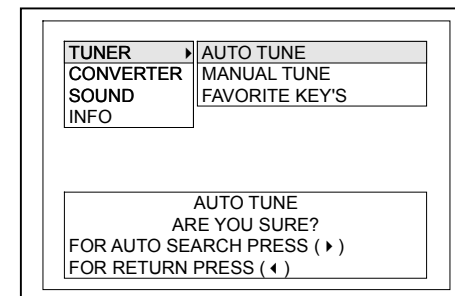 TUNER ▸ AUTO TUNE
CONVERTER MANUAL TUNE
SOUND FAVORITE KEY'S
INFO
AUTO TUNE
ARE YOU SURE?
FOR AUTO SEARCH PRESS ( ▸ )
FOR RETURN PRESS ( ◂ )